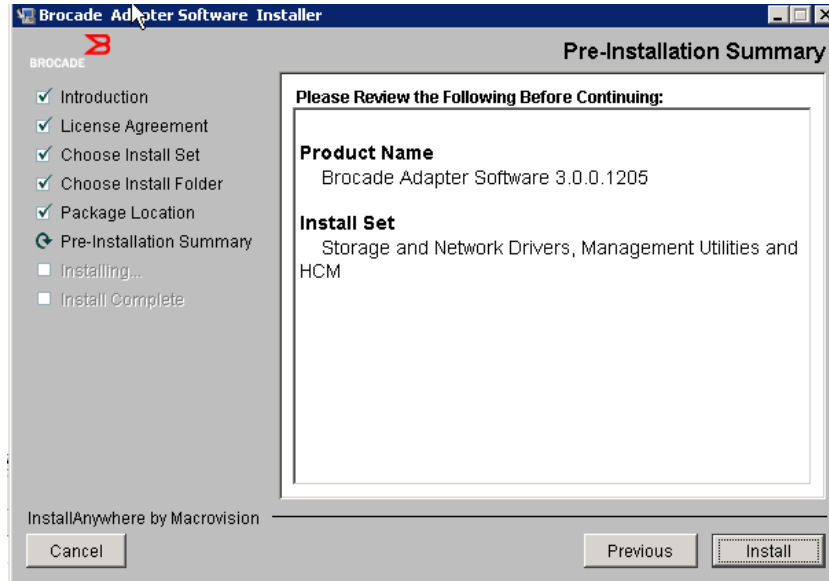 Brocade Adapter Software Installer
BROCADE
Pre-Installation Summary
Introduction
License Agreement
Choose Install Set
Choose Install Folder
Package Location
Pre-Installation Summary
Installing...
Install Complete
Please Review the Following Before Continuing:
Product Name
Brocade Adapter Software 3.0.0.1205
Install Set
Storage and Network Drivers, Management Utilities and
HCM
InstallAnywhere by Macrovision
Cancel
Previous
Install